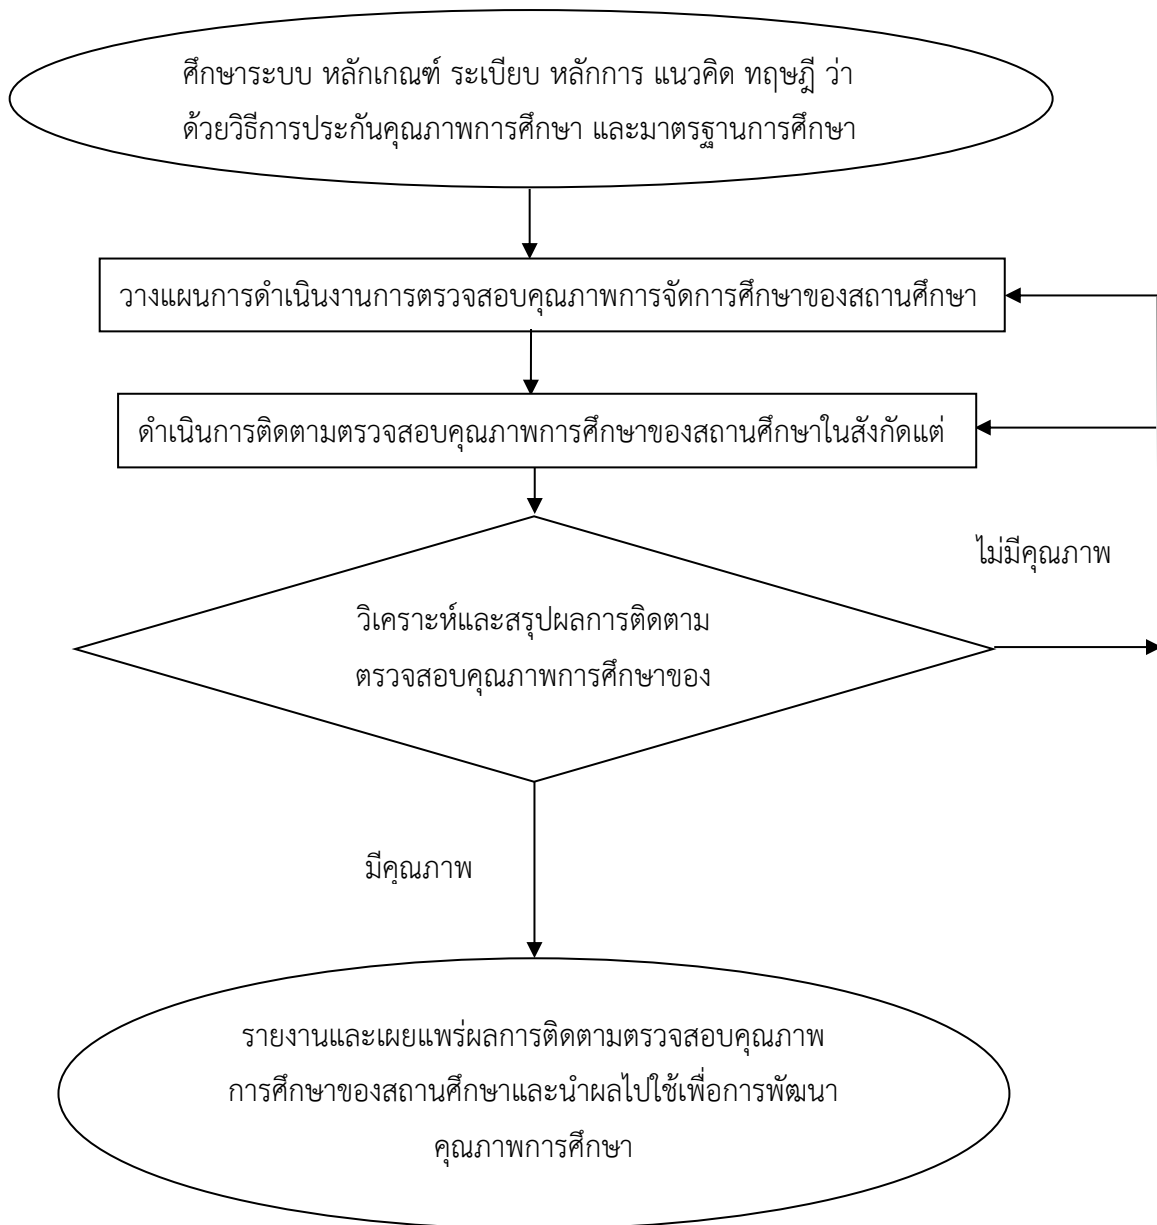 ศึกษาระบบ หลักเกณฑ์ ระเบียบ หลักการ แนวคิด ทฤษฎี ว่า
ด้วยวิธีการประกันคุณภาพการศึกษา และมาตรฐานการศึกษา
วางแผนการดำเนินงานการตรวจสอบคุณภาพการจัดการศึกษาของสถานศึกษา
ดำเนินการติดตามตรวจสอบคุณภาพการศึกษาของสถานศึกษาในสังกัดแต่
ไม่มีคุณภาพ
วิเคราะห์และสรุปผลการติดตาม
ตรวจสอบคุณภาพการศึกษาของ
มีคุณภาพ
รายงานและเผยแพร่ผลการติดตามตรวจสอบคุณภาพ
การศึกษาของสถานศึกษาและนำผลไปใช้เพื่อการพัฒนา
คุณภาพการศึกษา